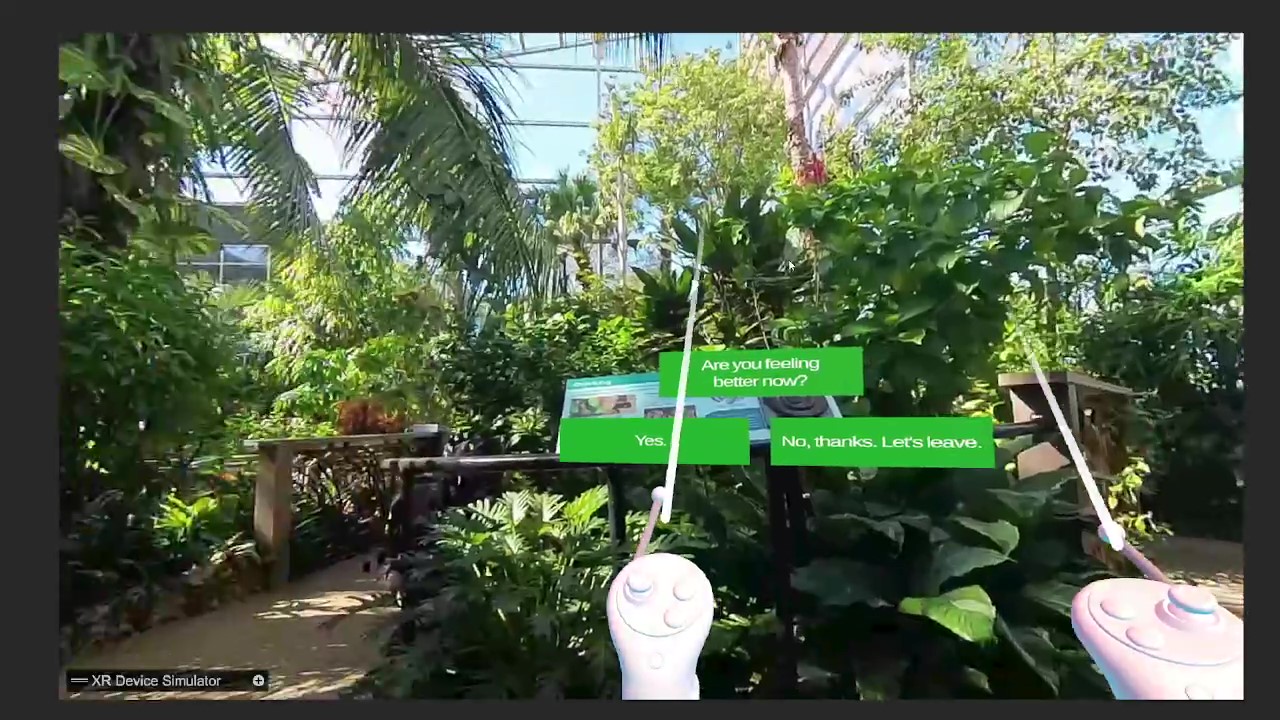 Are you feeling
better now?
Yes.
No, thanks. Let's leave.
XR Device Simulator